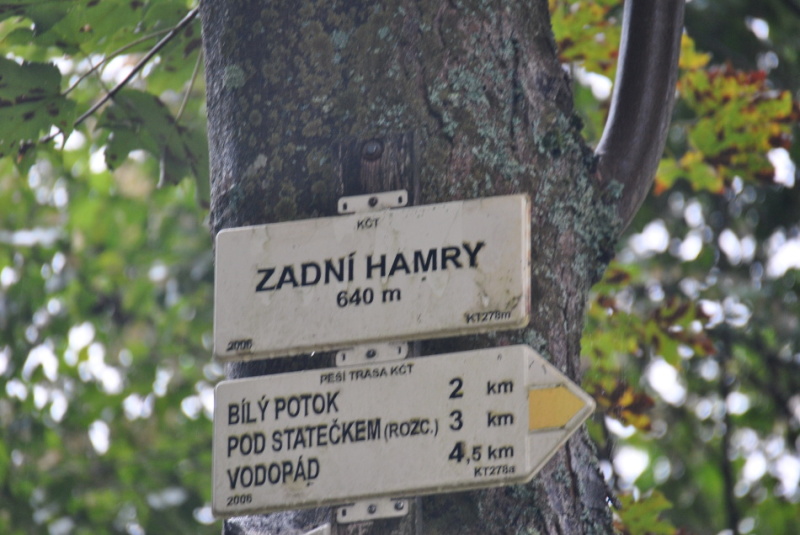 KČT
ZADNÍ HAMRY
640 m
2006 KT278m
PĚŠÍ TRASA KČT
BÍLÝ POTOK 2 km
POD STATEČKEM (ROZC.) 3 km
VODOPÁD 4,5 km
2006 KT278a